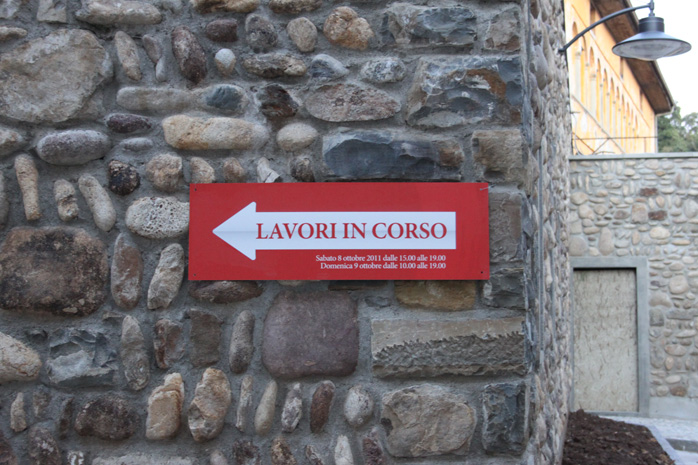 LAVORI IN CORSO
Sabato 8 ottobre 2011 dalle 15.00 alle 19.00
Domenica 9 ottobre dalle 10.00 alle 19.00